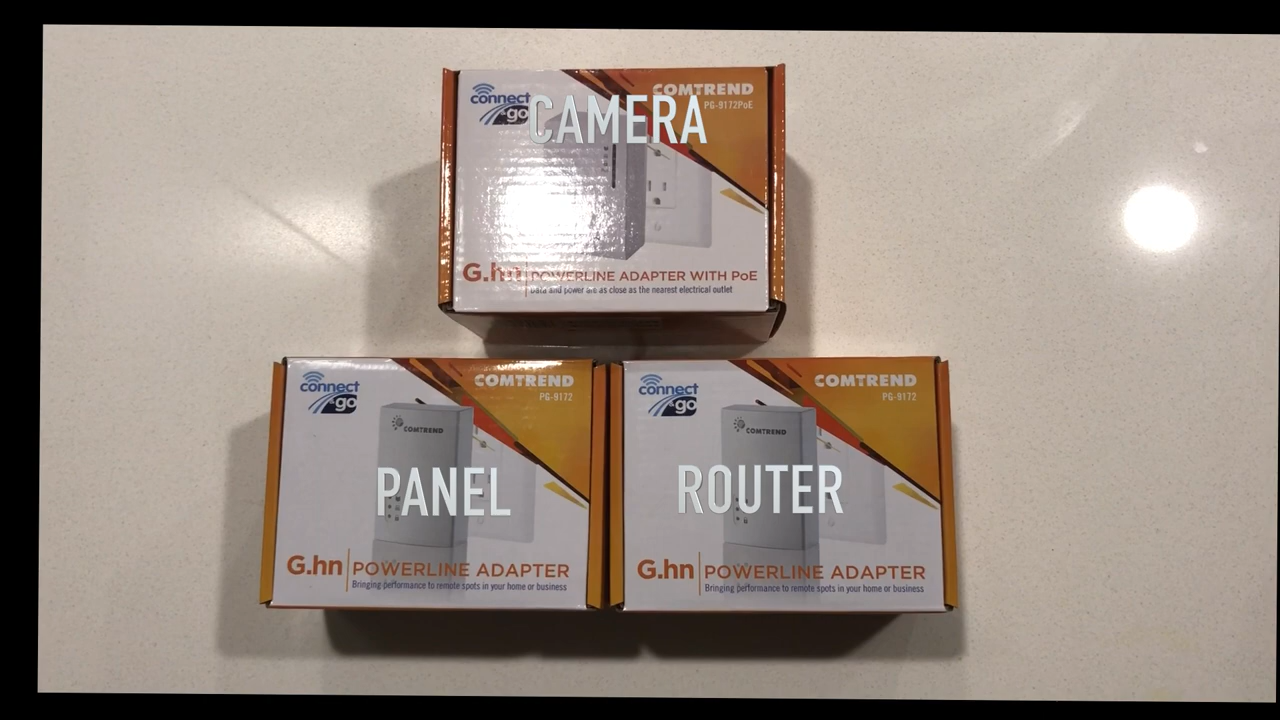 connect
&go
COMTREND
PG-9172PoE
CAMERA
G.hn POWERLINE ADAPTER WITH PoE
Data and power are as close as the nearest electrical outlet
connect
&go
COMTREND
PG-9172
COMTREND
PANEL
G.hn POWERLINE ADAPTER
Bringing performance to remote spots in your home or business
connect
&go
COMTREND
PG-9172
COMTREND
ROUTER
G.hn POWERLINE ADAPTER
Bringing performance to remote spots in your home or business